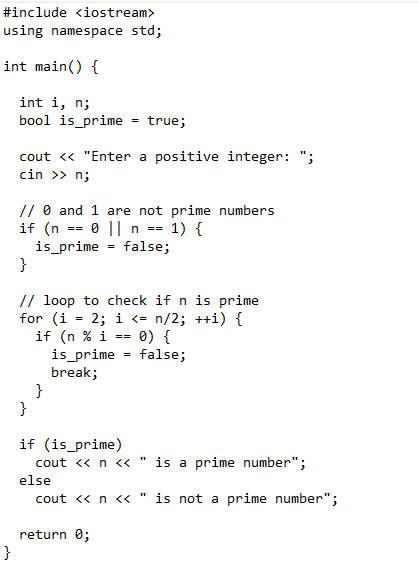 #include <iostream>
using namespace std;

int main() {

  int i, n;
  bool is_prime = true;

  cout << "Enter a positive integer: ";
  cin >> n;

  // 0 and 1 are not prime numbers
  if (n == 0 || n == 1) {
    is_prime = false;
  }

  // loop to check if n is prime
  for (i = 2; i <= n/2; ++i) {
    if (n % i == 0) {
      is_prime = false;
      break;
    }
  }

  if (is_prime)
    cout << n << " is a prime number";
  else
    cout << n << " is not a prime number";

  return 0;
}